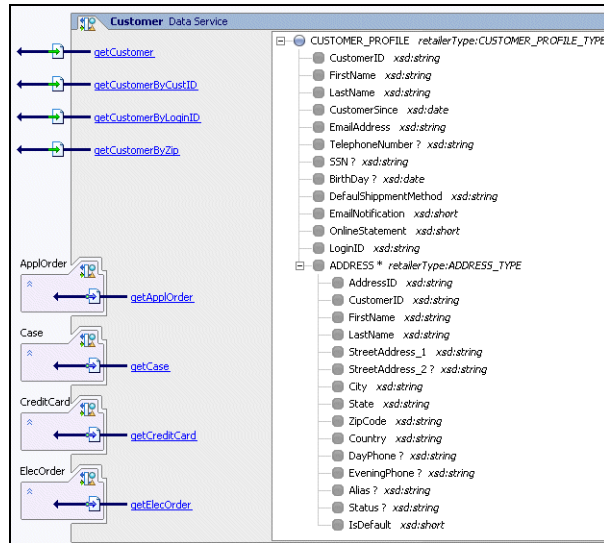 Customer Data Service
getCustomer
getCustomerByCustID
getCustomerByLoginID
getCustomerByZip
ApplOrder
getApplOrder
Case
getCase
CreditCard
getCreditCard
ElecOrder
getElecOrder
CUSTOMER_PROFILE retailerType:CUSTOMER_PROFILE_TYPE
CustomerID xsd:string
FirstName xsd:string
LastName xsd:string
CustomerSince xsd:date
EmailAddress xsd:string
TelephoneNumber ? xsd:string
SSN ? xsd:string
BirthDay ? xsd:date
DefaulShippmentMethod xsd:string
EmailNotification xsd:short
OnlineStatement xsd:short
LoginID xsd:string
ADDRESS * retailerType:ADDRESS_TYPE
AddressID xsd:string
CustomerID xsd:string
FirstName xsd:string
LastName xsd:string
StreetAddress_1 xsd:string
StreetAddress_2 ? xsd:string
City xsd:string
State xsd:string
ZipCode xsd:string
Country xsd:string
DayPhone ? xsd:string
EveningPhone ? xsd:string
Alias ? xsd:string
Status ? xsd:string
IsDefault xsd:short